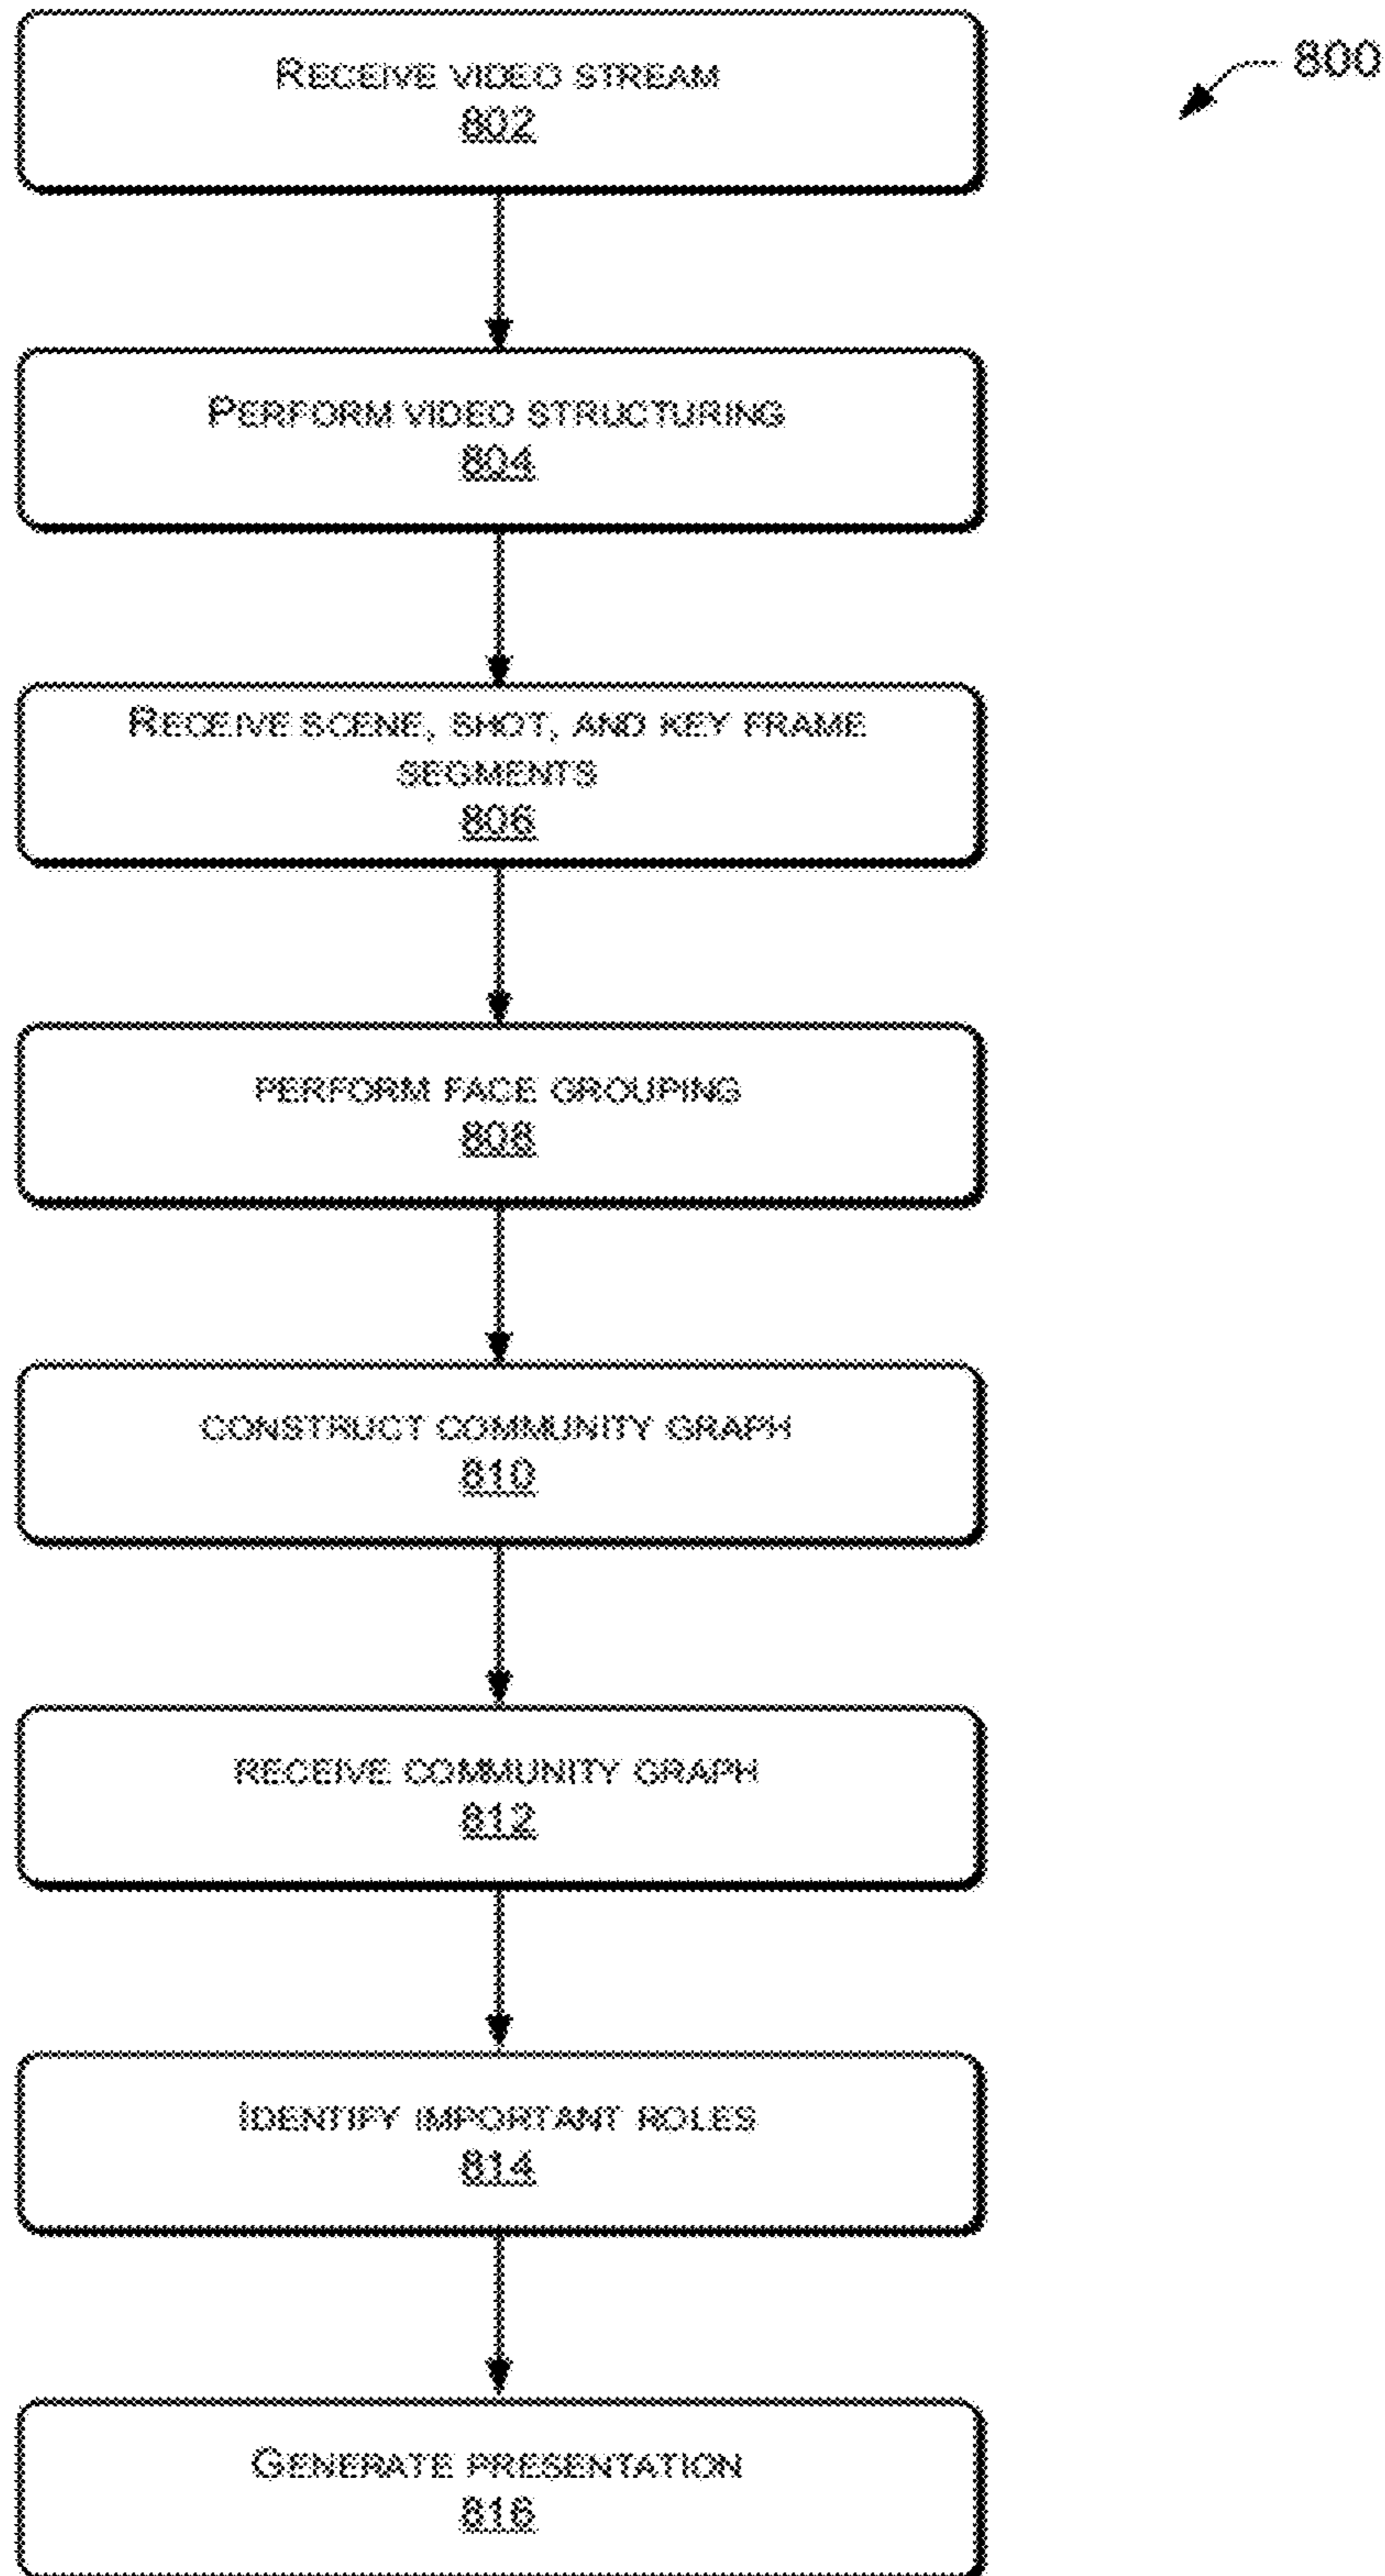 RECEIVE VIDEO STREAM
802
800
PERFORM VIDEO STRUCTURING
804
RECEIVE SCENE, SHOT, AND KEY FRAME
SEGMENTS
806
PERFORM FACE GROUPING
808
CONSTRUCT COMMUNITY GRAPH
810
RECEIVE COMMUNITY GRAPH
812
IDENTIFY IMPORTANT ROLES
814
GENERATE PRESENTATION
816